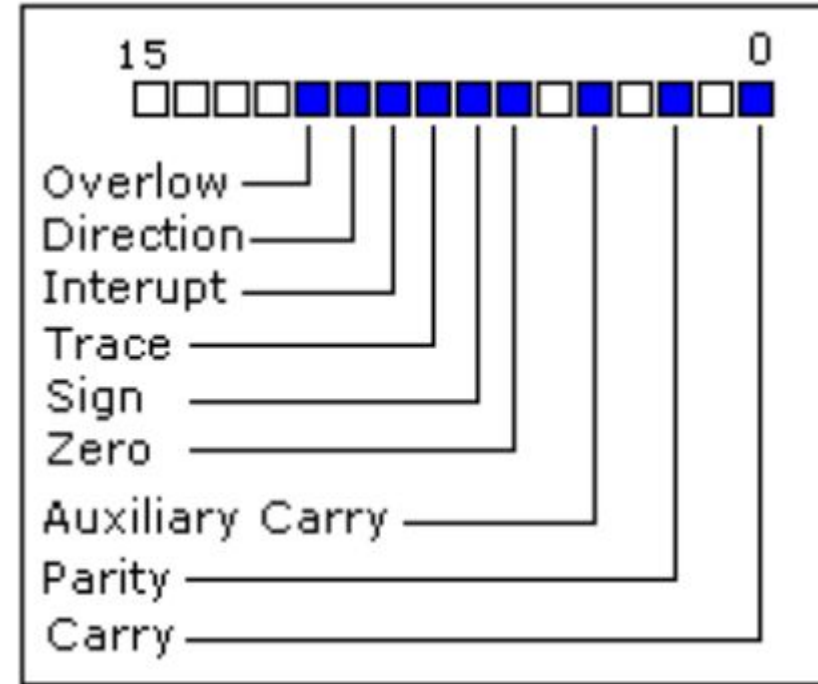 15 0
Overlow
Direction
Interupt
Trace
Sign
Zero
Auxiliary Carry
Parity
Carry